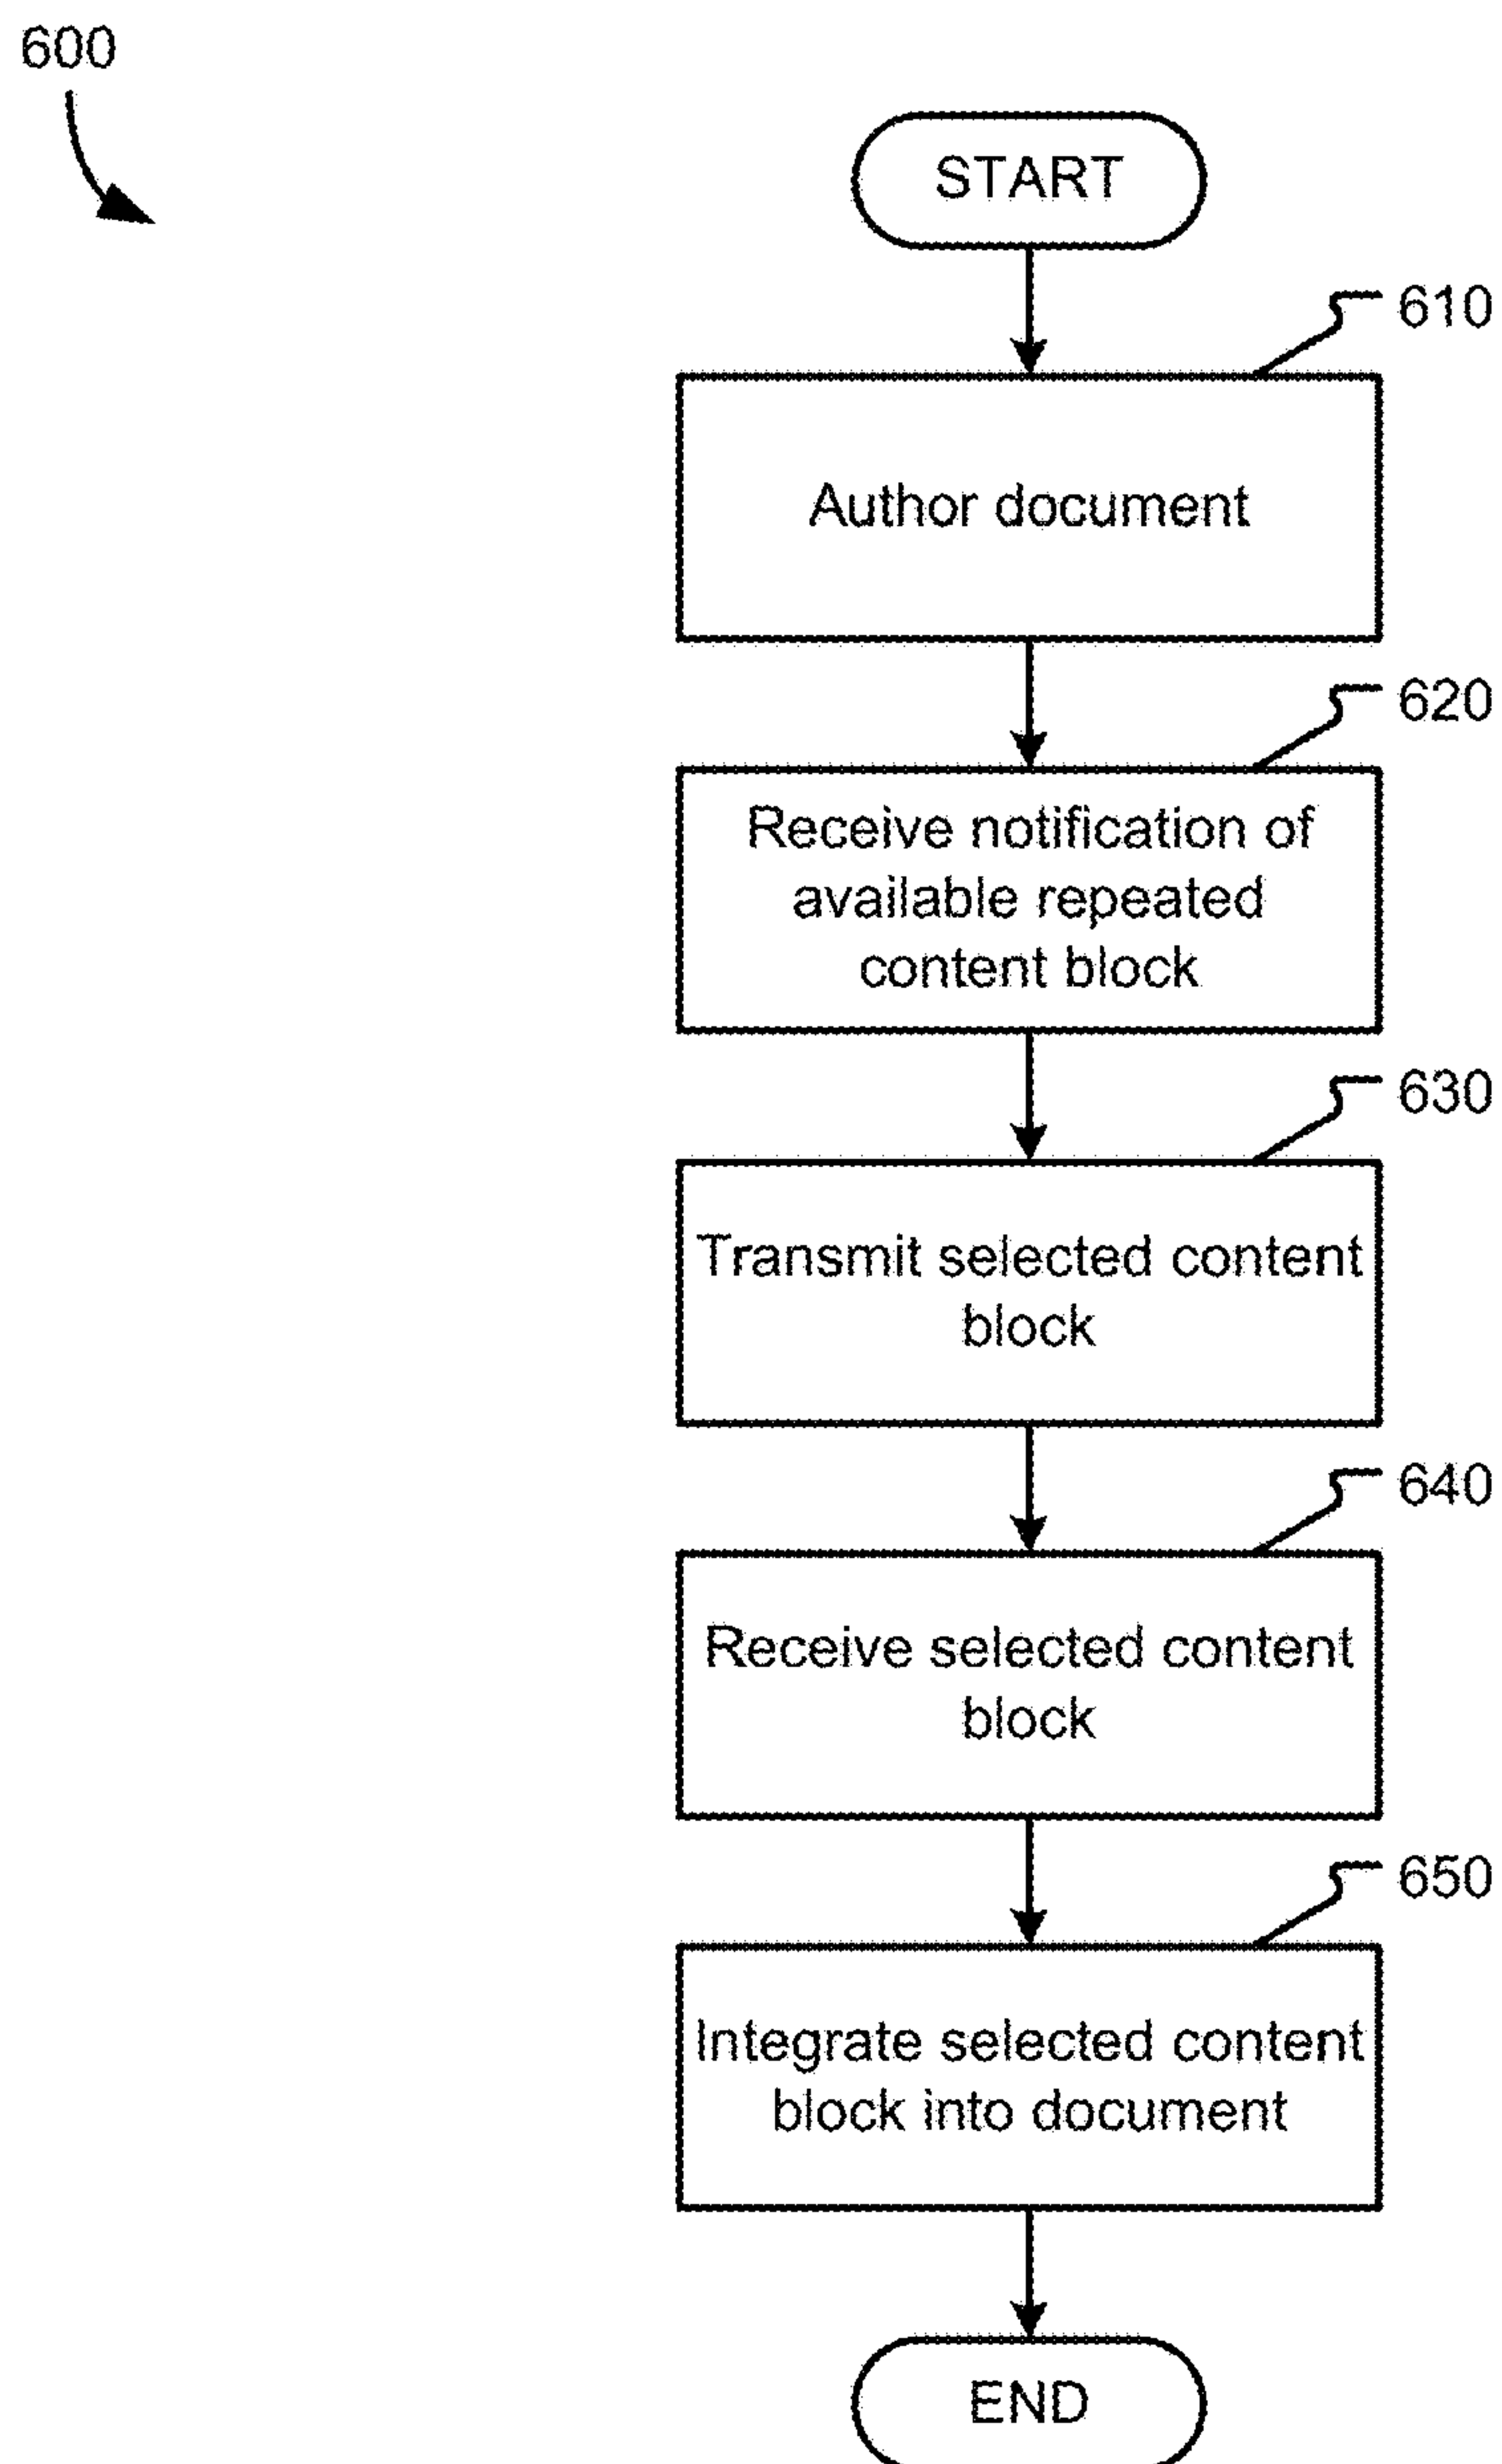 600
START
610
Author document
620
Receive notification of
available repeated
content block
630
Transmit selected content
block
640
Receive selected content
block
650
Integrate selected content
block into document
END